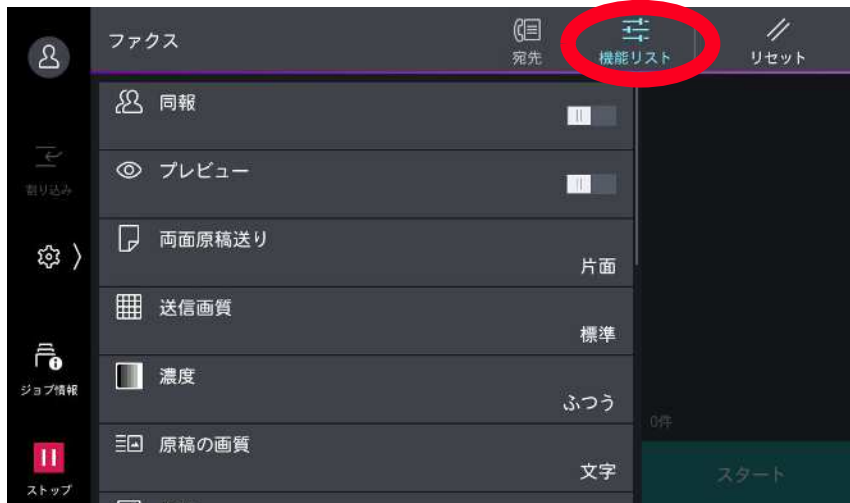 ファクス
宛先
機能リスト
リセット
同報
割り込み
プレビュー
両面原稿送り
片面
送信画質
標準
ジョブ情報
濃度
ふつう
0件
原稿の画質
文字
スタート
ストップ